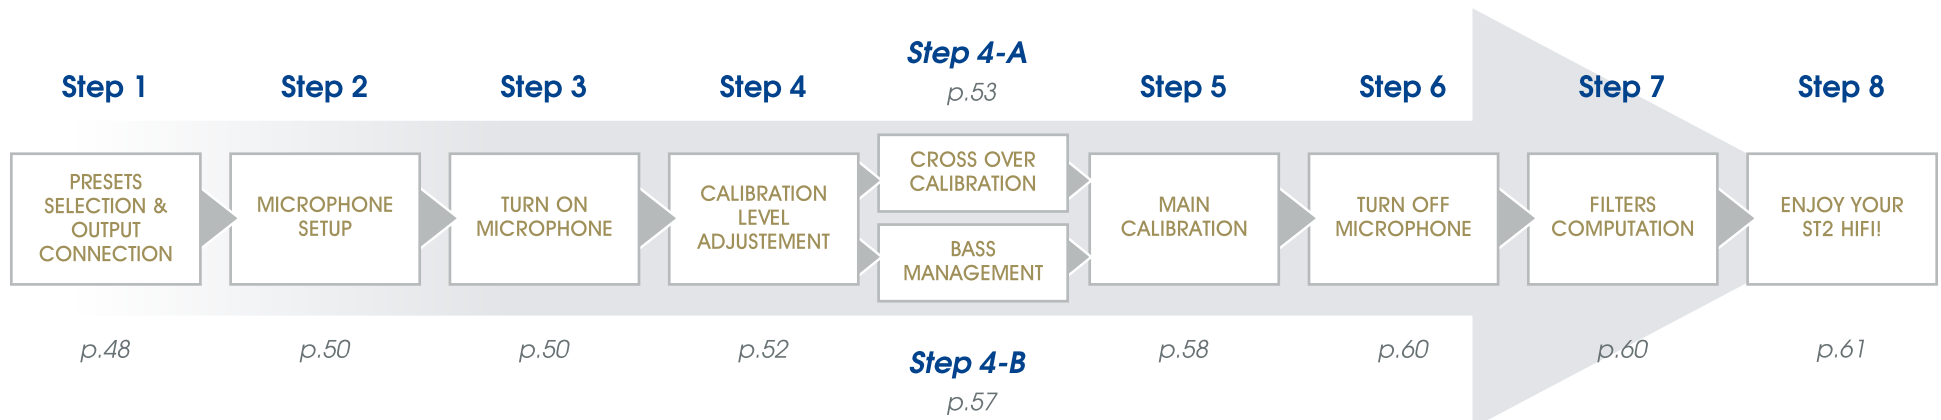 Step 1
PRESETS
SELECTION &
OUTPUT
CONNECTION
p.48
Step 2
MICROPHONE
SETUP
p.50
Step 3
TURN ON
MICROPHONE
p.50
Step 4
CALIBRATION
LEVEL
ADJUSTEMENT
p.52
Step 4-A
p.53
CROSS OVER
CALIBRATION
BASS
MANAGEMENT
Step 4-B
p.57
Step 5
MAIN
CALIBRATION
p.58
Step 6
TURN OFF
MICROPHONE
p.60
Step 7
FILTERS
COMPUTATION
p.60
Step 8
ENJOY YOUR
ST2 HIFI!
p.61